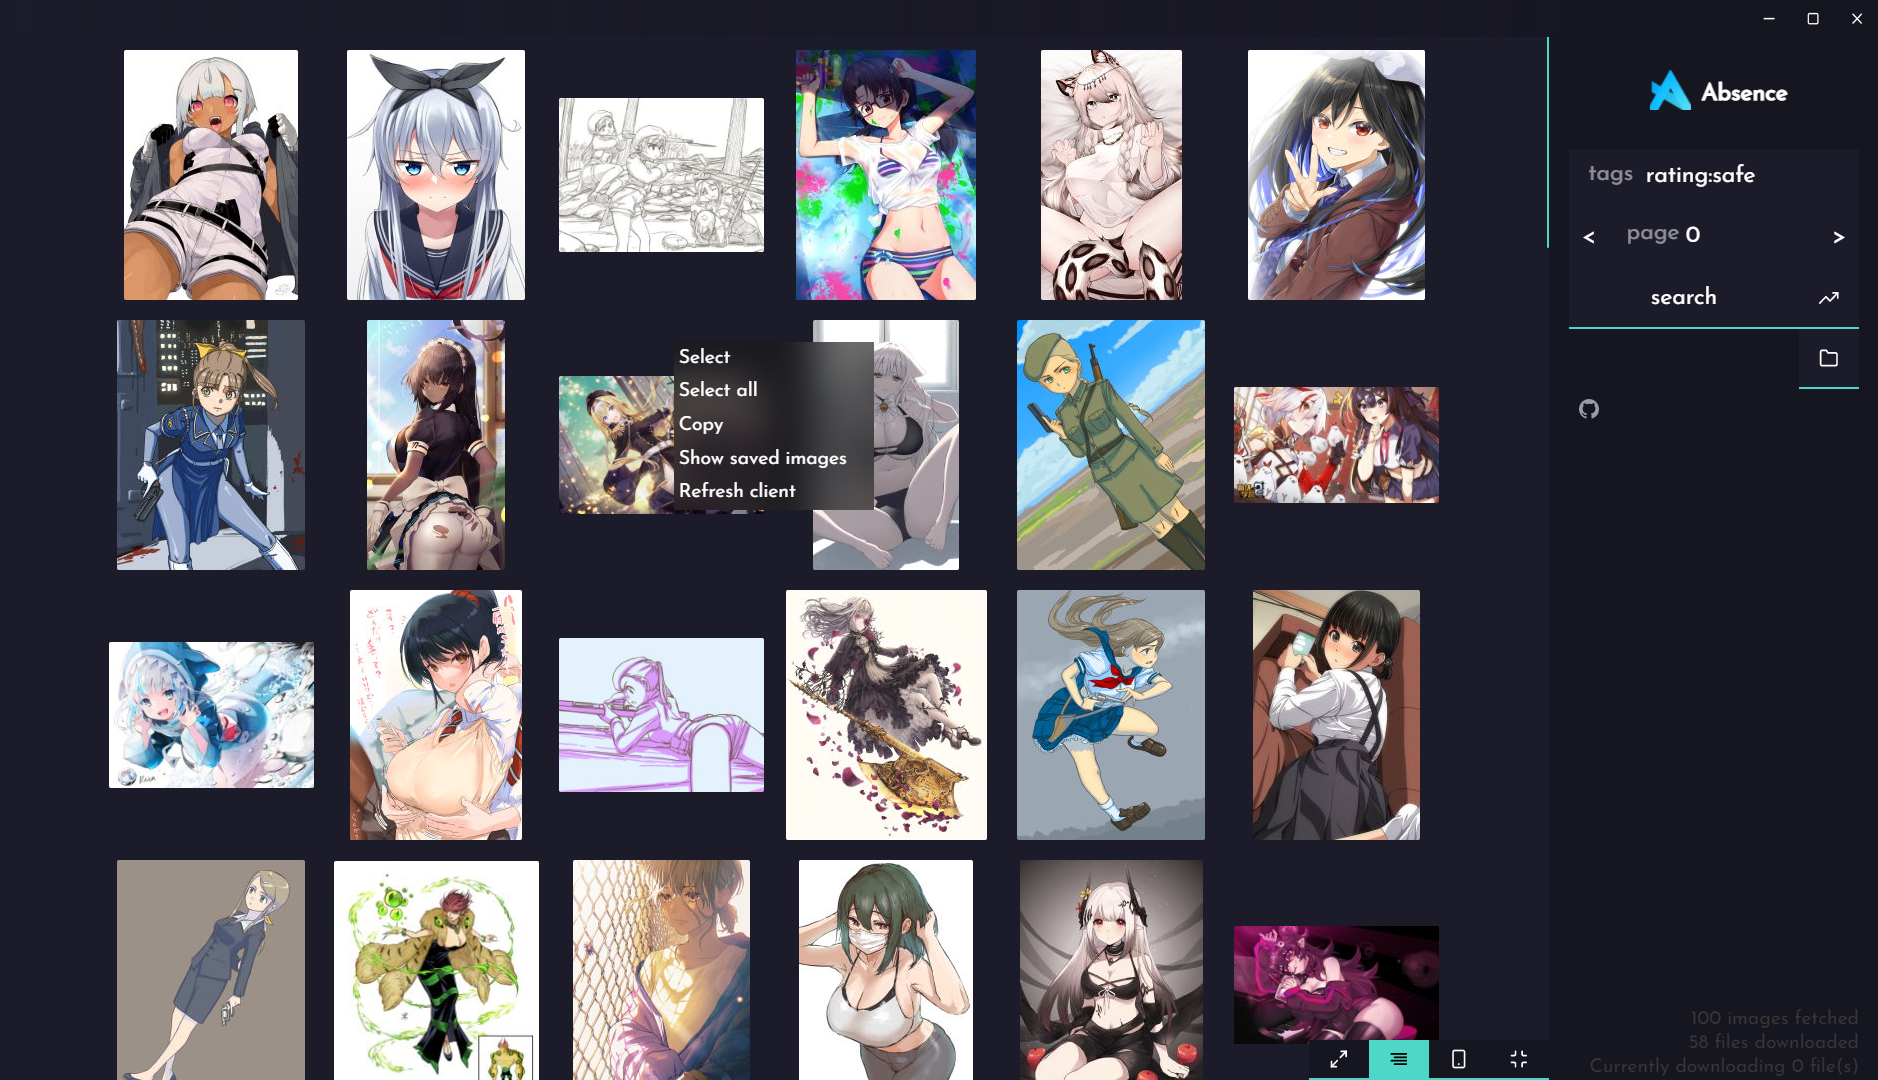 Absence
tags rating:safe
< page 0 >
search
Select
Select all
Copy
Show saved images
Refresh client
100 images fetched
58 files downloaded
Currently downloading 0 file(s)